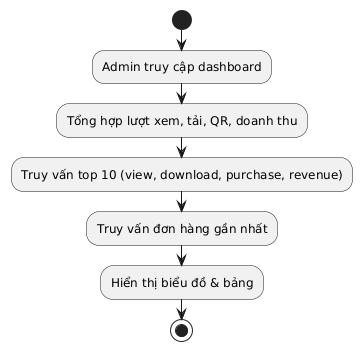 Admin truy cập dashboard
Tổng hợp lượt xem, tải, QR, doanh thu
Truy vấn top 10 (view, download, purchase, revenue)
Truy vấn đơn hàng gần nhất
Hiển thị biểu đồ & bảng